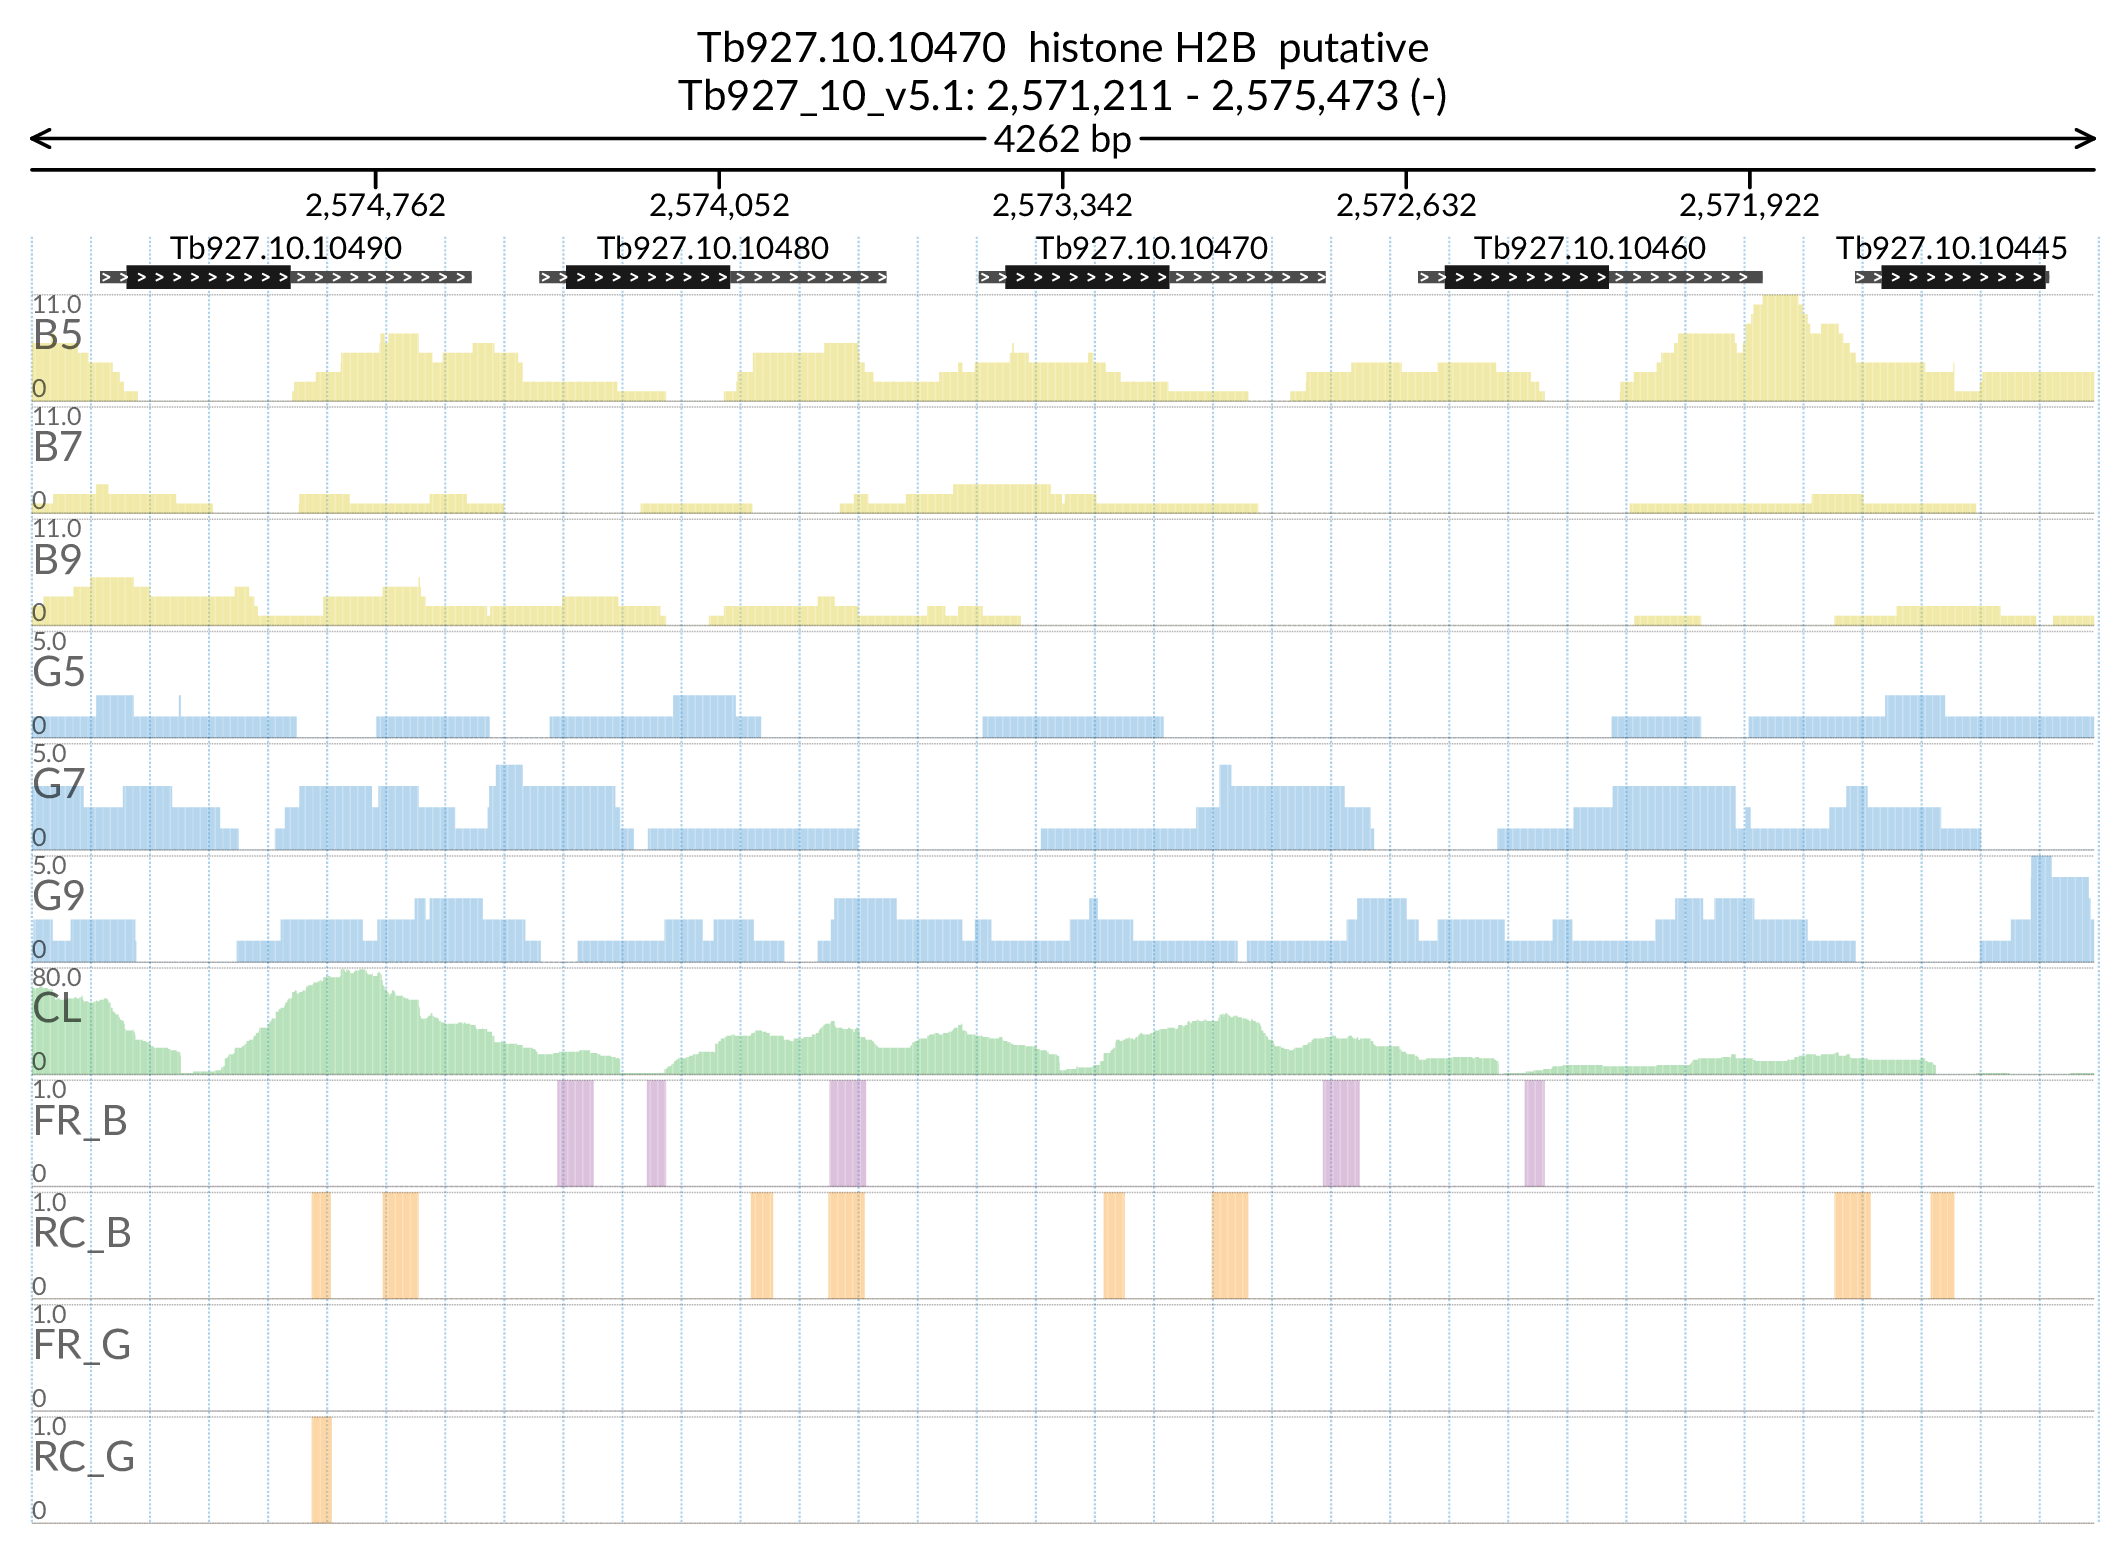 Tb927.10.10470 histone H2B putative
Tb927_10_v5.1: 2,571,211 - 2,575,473 (-)
4262 bp
2,574,762 2,574,052 2,573,342 2,572,632 2,571,922
Tb927.10.10490 Tb927.10.10480 Tb927.10.10470 Tb927.10.10460 Tb927.10.10445
11.0
B5
0
11.0
B7
0
11.0
B9
0
5.0
G5
0
5.0
G7
0
5.0
G9
0
80.0
CL
0
1.0
FR_B
0
1.0
RC_B
0
1.0
FR_G
0
1.0
RC_G
0